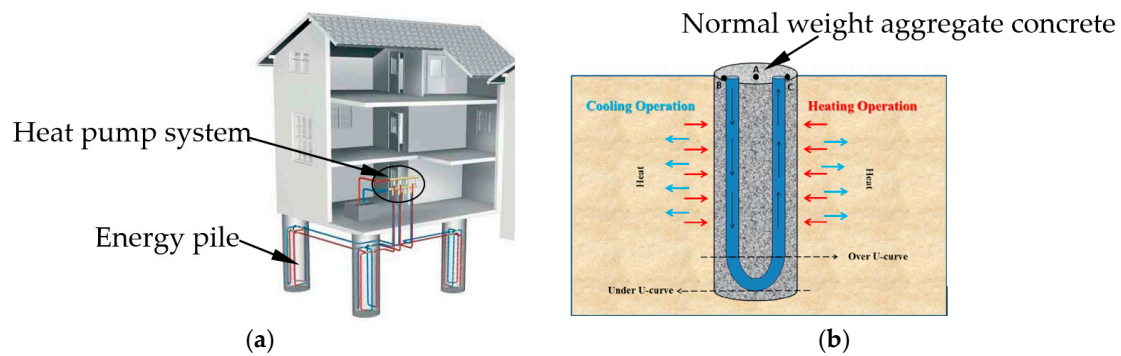 Heat pump system
Energy pile
(a)
Normal weight aggregate concrete
A
B
C
Cooling Operation
Heating Operation
Heat
Heat
Over U-curve
Under U-curve
(b)